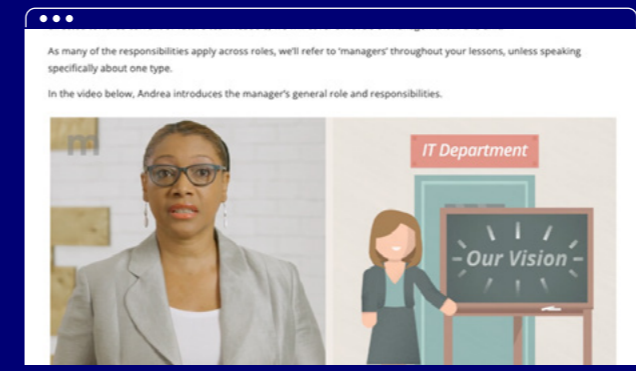 As many of the responsibilities apply across roles, we'll refer to 'managers' throughout your lessons, unless speaking
specifically about one type.
In the video below, Andrea introduces the manager's general role and responsibilities.
m
IT Department
Our Vision